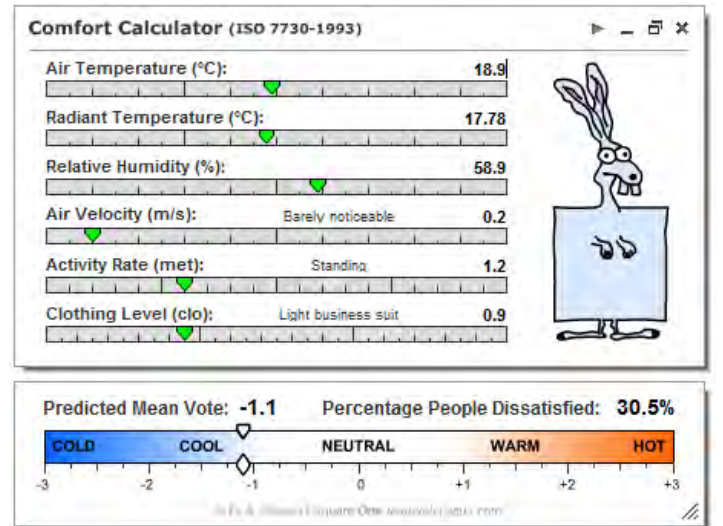 Comfort Calculator (ISO 7730-1993)
Air Temperature (°C): 18.9
Radiant Temperature (°C): 17.78
Relative Humidity (%): 58.9
Air Velocity (m/s): Barely noticeable 0.2
Activity Rate (met): Standing 1.2
Clothing Level (clo): Light business suit 0.9
Predicted Mean Vote: -1.1 Percentage People Dissatisfied: 30.5%
COLD COOL NEUTRAL WARM HOT
-3 -2 -1 0 +1 +2 +3
Square One